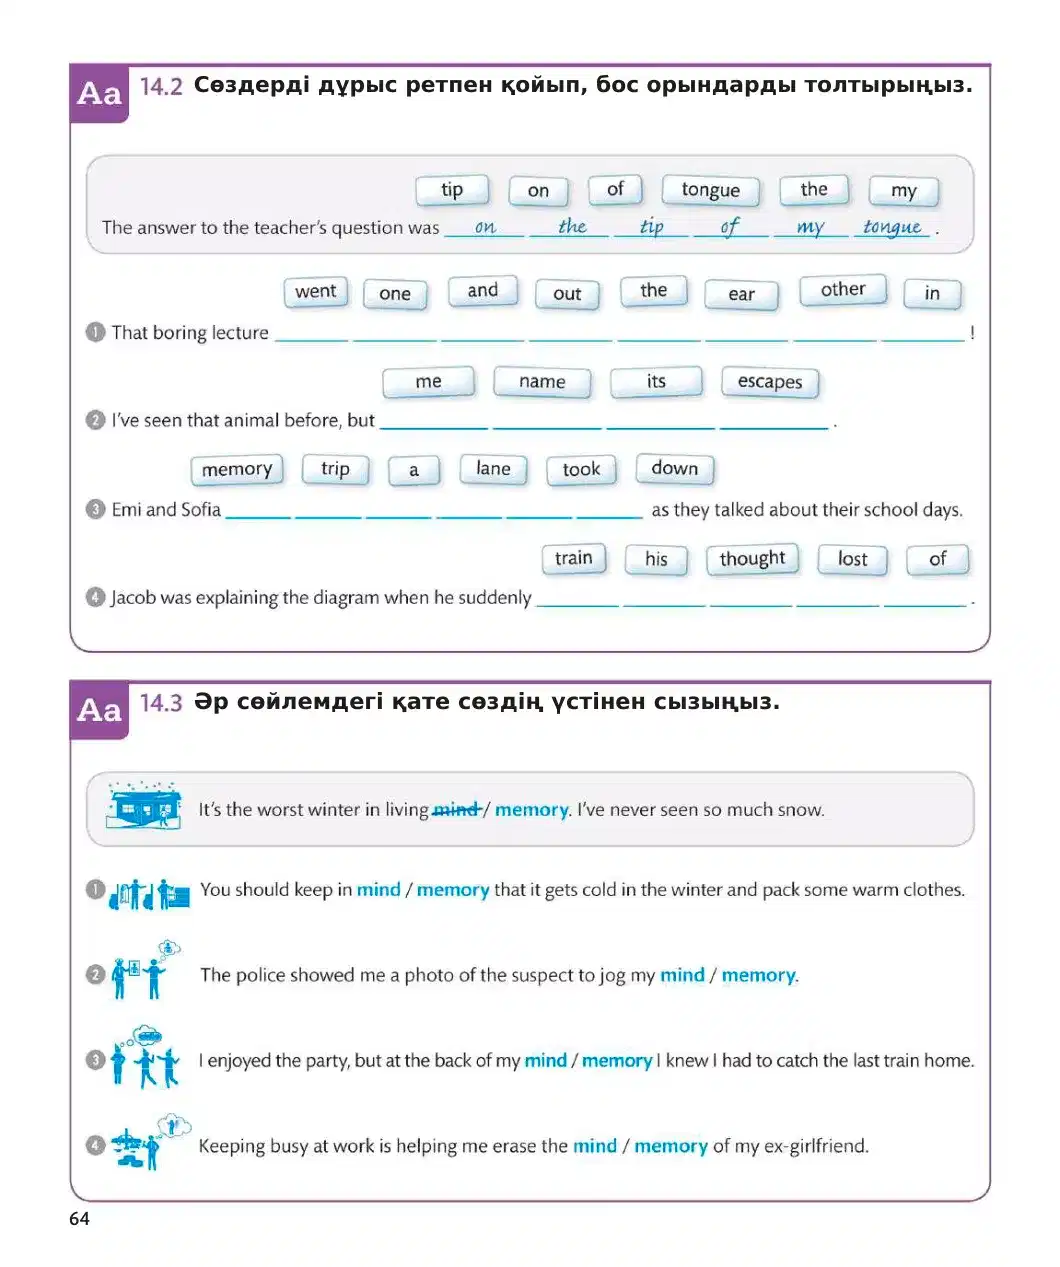 Aa 14.2 Сөздерді дұрыс ретпен қойып, бос орындарды толтырыңыз.
tip on of tongue the my
The answer to the teacher's question was on the tip of my tongue.
went one and out the ear other in
1 That boring lecture ________ !
me name its escapes
2 I've seen that animal before, but ________ .
memory trip a lane took down
3 Emi and Sofia ________ as they talked about their school days.
train his thought lost of
4 Jacob was explaining the diagram when he suddenly ________ .
Aa 14.3 Әр сөйлемдегі қате сөздің үстінен сызыңыз.
It's the worst winter in living mind / memory. I've never seen so much snow.
1 You should keep in mind / memory that it gets cold in the winter and pack some warm clothes.
2 The police showed me a photo of the suspect to jog my mind / memory.
3 I enjoyed the party, but at the back of my mind / memory I knew I had to catch the last train home.
4 Keeping busy at work is helping me erase the mind / memory of my ex-girlfriend.
64